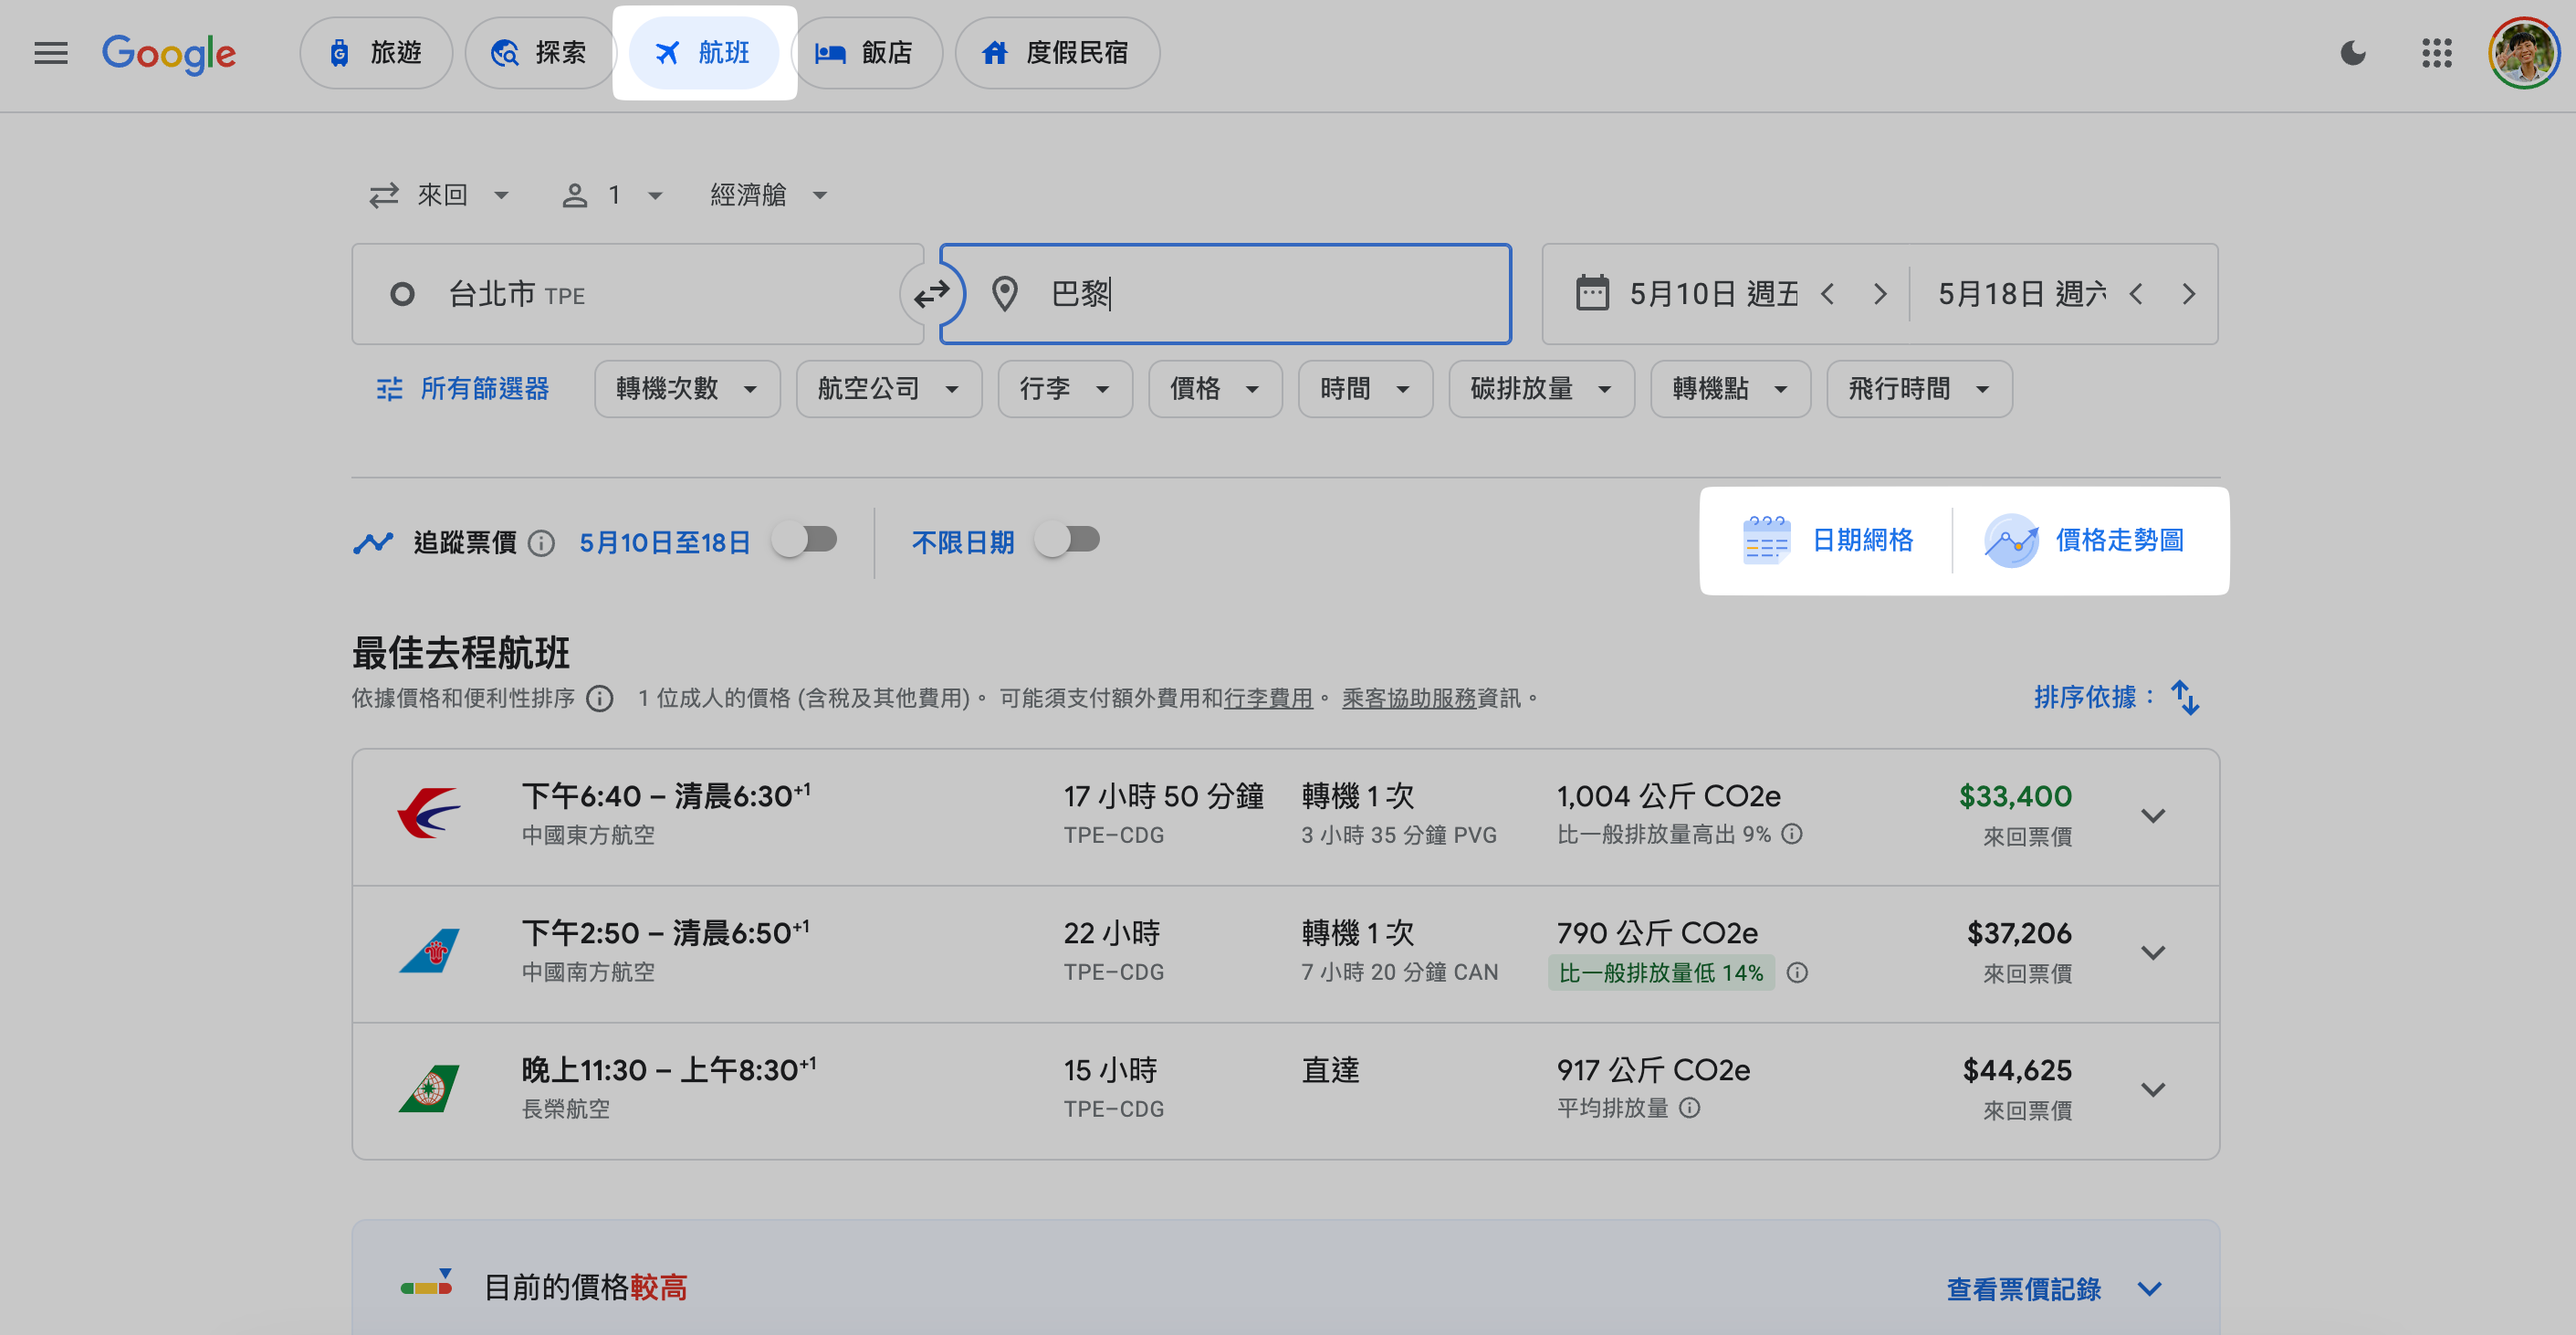 Google 旅遊 探索 航班 飯店 度假民宿
來回 1 經濟艙
台北市 TPE 巴黎 5月10日 週五 5月18日 週六
所有篩選器 轉機次數 航空公司 行李 價格 時間 碳排放量 轉機點 飛行時間
追蹤票價 5月10日至18日 不限日期 日期網格 價格走勢圖
最佳去程航班
依據價格和便利性排序 1 位成人的價格 (含稅及其他費用)。 可能須支付額外費用和行李費用。 乘客協助服務資訊。 排序依據：
下午6:40 – 清晨6:30+1 17 小時 50 分鐘 轉機 1 次 1,004 公斤 CO2e $33,400
中國東方航空 TPE–CDG 3 小時 35 分鐘 PVG 比一般排放量高出 9% 來回票價
下午2:50 – 清晨6:50+1 22 小時 轉機 1 次 790 公斤 CO2e $37,206
中國南方航空 TPE–CDG 7 小時 20 分鐘 CAN 比一般排放量低 14% 來回票價
晚上11:30 – 上午8:30+1 15 小時 直達 917 公斤 CO2e $44,625
長榮航空 TPE–CDG 平均排放量 來回票價
目前的價格較高 查看票價記錄